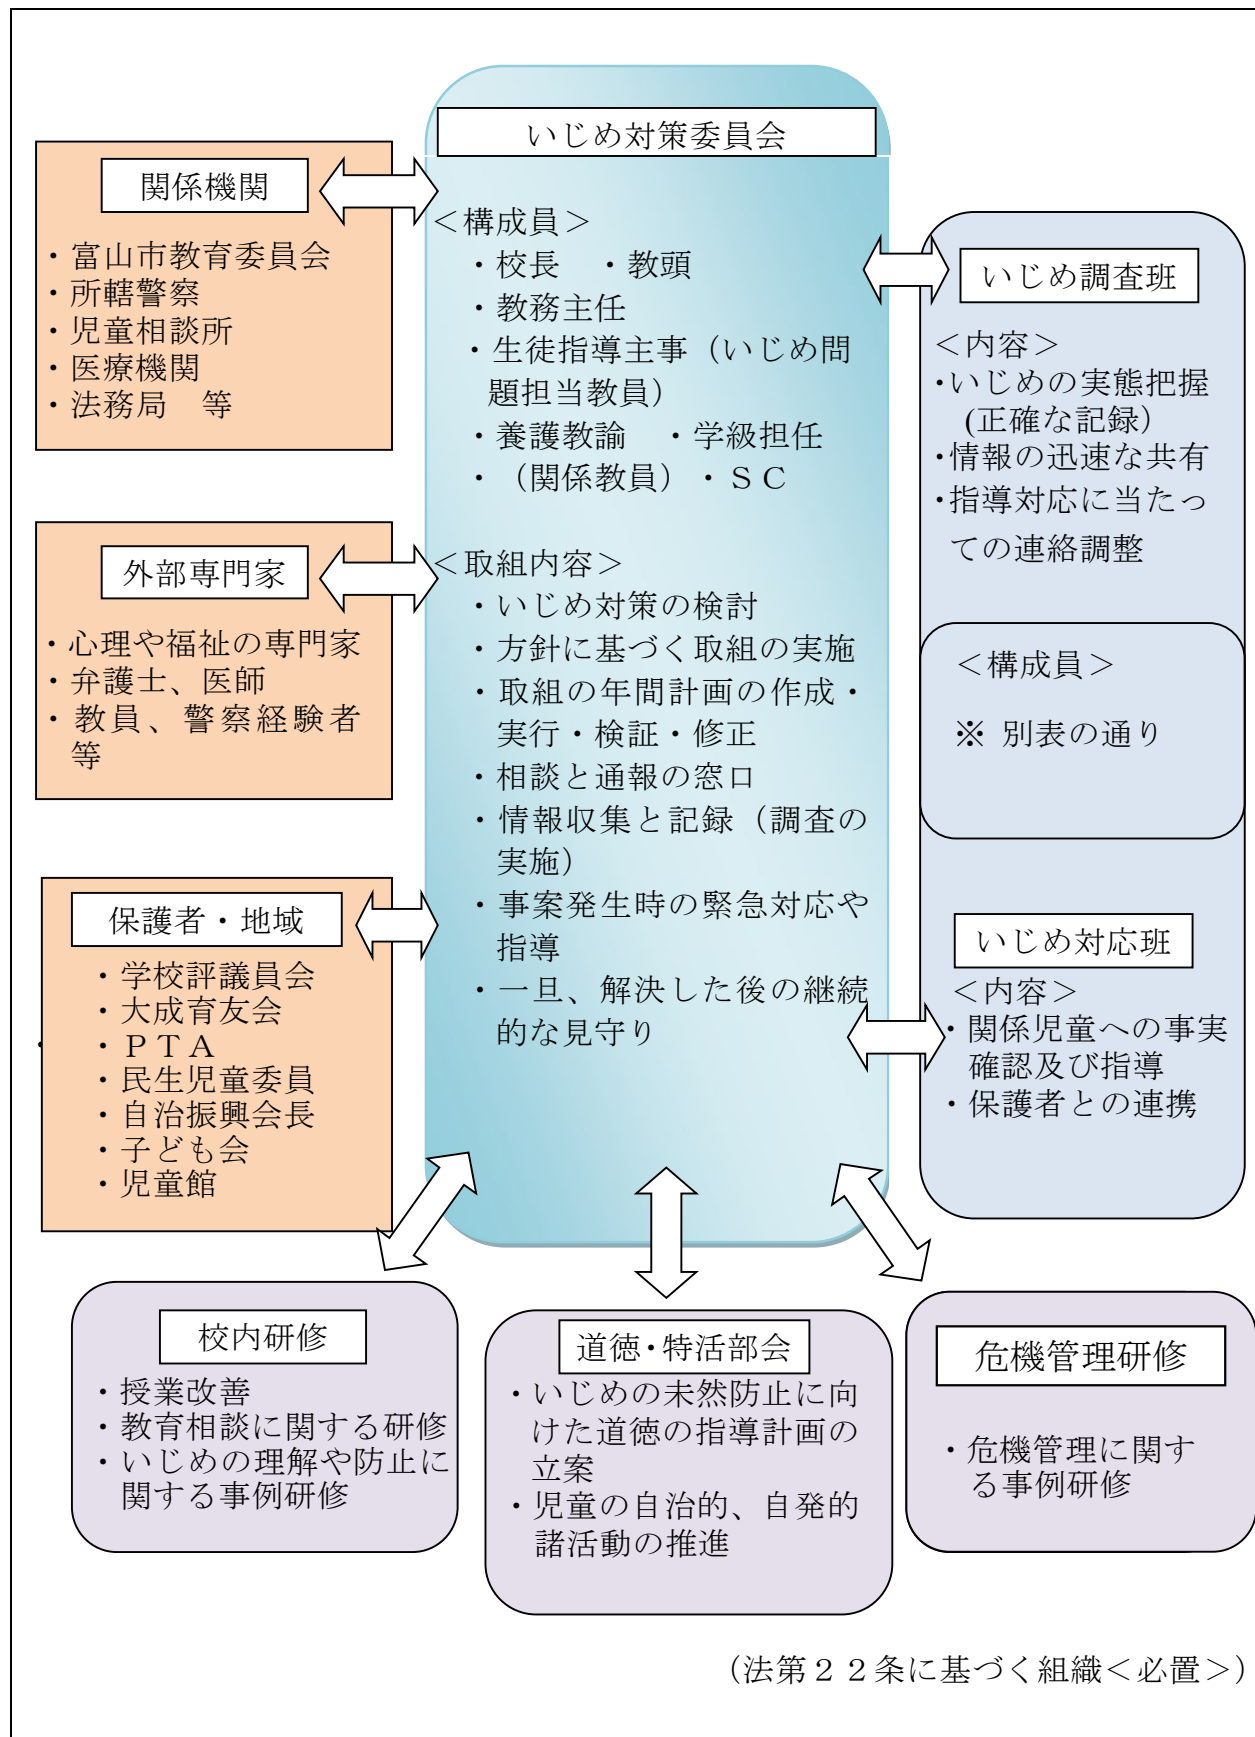 いじめ対策委員会
＜構成員＞
・校長　・教頭
・教務主任
・生徒指導主事（いじめ問
題担当教員）
・養護教諭　・学級担任
・（関係教員）・ＳＣ
＜取組内容＞
・いじめ対策の検討
・方針に基づく取組の実施
・取組の年間計画の作成・
実行・検証・修正
・相談と通報の窓口
・情報収集と記録（調査の
実施）
・事案発生時の緊急対応や
指導
・一旦、解決した後の継続
的な見守り
関係機関
・富山市教育委員会
・所轄警察
・児童相談所
・医療機関
・法務局　等
外部専門家
・心理や福祉の専門家
・弁護士、医師
・教員、警察経験者
等
保護者・地域
・学校評議員会
・大成育友会
・ＰＴＡ
・民生児童委員
・自治振興会長
・子ども会
・児童館
いじめ調査班
＜内容＞
・いじめの実態把握
(正確な記録）
・情報の迅速な共有
・指導対応に当たっ
ての連絡調整
＜構成員＞
※ 別表の通り
いじめ対応班
＜内容＞
・関係児童への事実
確認及び指導
・保護者との連携
校内研修
・授業改善
・教育相談に関する研修
・いじめの理解や防止に
関する事例研修
道徳・特活部会
・いじめの未然防止に向
けた道徳の指導計画の
立案
・児童の自治的、自発的
諸活動の推進
危機管理研修
・危機管理に関す
る事例研修
（法第２２条に基づく組織＜必置＞）